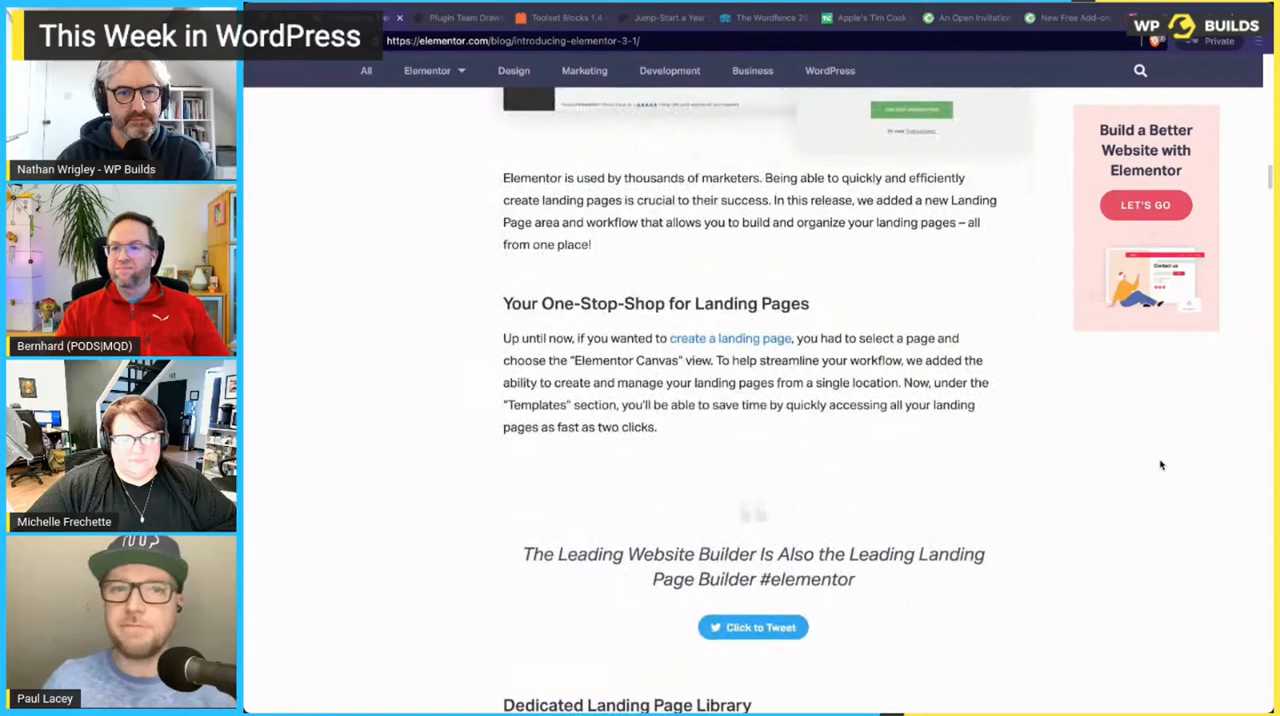 This Week in WordPress
Plugin Team Draws
Toolset Blocks 1.4
Jump-Start a Year
The Wordfence 20
Apple's Tim Cook
An Open Invitation
New Free Add-on
WP BUILDS
https://elementor.com/blog/introducing-elementor-3-1/
Private
All
Elementor
Design
Marketing
Development
Business
WordPress
Elementor is used by thousands of marketers. Being able to quickly and efficiently
create landing pages is crucial to their success. In this release, we added a new Landing
Page area and workflow that allows you to build and organize your landing pages – all
from one place!
Your One-Stop-Shop for Landing Pages
Up until now, if you wanted to create a landing page, you had to select a page and
choose the "Elementor Canvas" view. To help streamline your workflow, we added the
ability to create and manage your landing pages from a single location. Now, under the
"Templates" section, you'll be able to save time by quickly accessing all your landing
pages as fast as two clicks.
The Leading Website Builder Is Also the Leading Landing
Page Builder #elementor
Click to Tweet
Dedicated Landing Page Library
Build a Better
Website with
Elementor
LET'S GO
Contact us
Nathan Wrigley - WP Builds
Bernhard (PODS|MQD)
Michelle Frechette
Paul Lacey